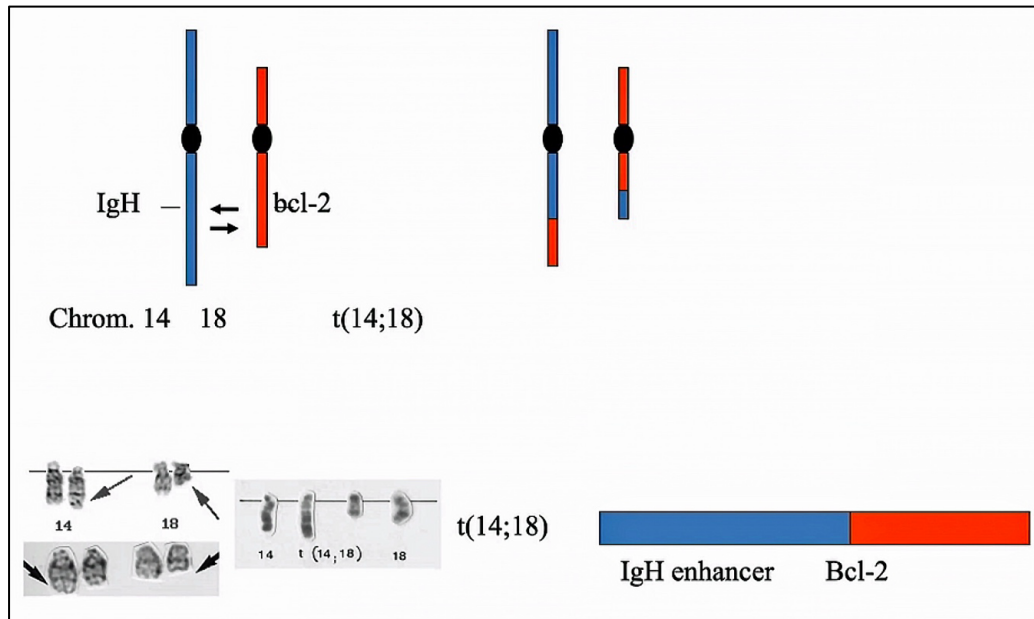 IgH — bcl-2
Chrom. 14 18 t(14;18)
14 18
14 t (14,18) 18
t(14;18)
IgH enhancer Bcl-2